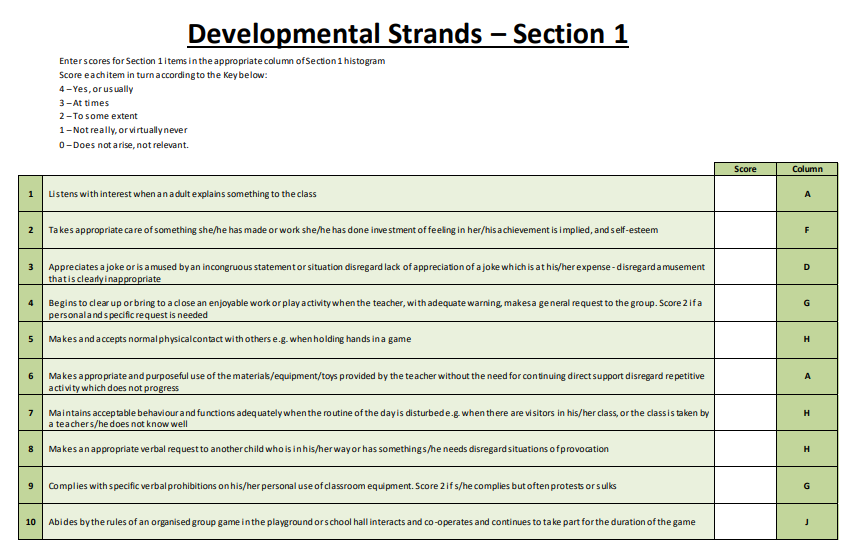 Developmental Strands – Section 1
Enter scores for Section 1 items in the appropriate column of Section 1 histogram
Score each item in turn according to the Key below:
4 – Yes, or usually
3 – At times
2 – To some extent
1 – Not really, or virtually never
0 – Does not arise, not relevant.
Score Column
1 Listens with interest when an adult explains something to the class A
2 Takes appropriate care of something she/he has made or work she/he has done investment of feeling in her/his achievement is implied, and self-esteem F
3 Appreciates a joke or is amused by an incongruous statement or situation disregard lack of appreciation of a joke which is at his/her expense - disregard amusement D
that is clearly inappropriate
4 Begins to clear up or bring to a close an enjoyable work or play activity when the teacher, with adequate warning, makes a general request to the group. Score 2 if a G
personal and specific request is needed
5 Makes and accepts normal physical contact with others e.g. when holding hands in a game H
6 Makes appropriate and purposeful use of the materials/equipment/toys provided by the teacher without the need for continuing direct support disregard repetitive A
activity which does not progress
7 Maintains acceptable behaviour and functions adequately when the routine of the day is disturbed e.g. when there are visitors in his/her class, or the class is taken by H
a teacher s/he does not know well
8 Makes an appropriate verbal request to another child who is in his/her way or has something s/he needs disregard situations of provocation H
9 Complies with specific verbal prohibitions on his/her personal use of classroom equipment. Score 2 if s/he complies but often protests or sulks G
10 Abides by the rules of an organised group game in the playground or school hall interacts and co-operates and continues to take part for the duration of the game J